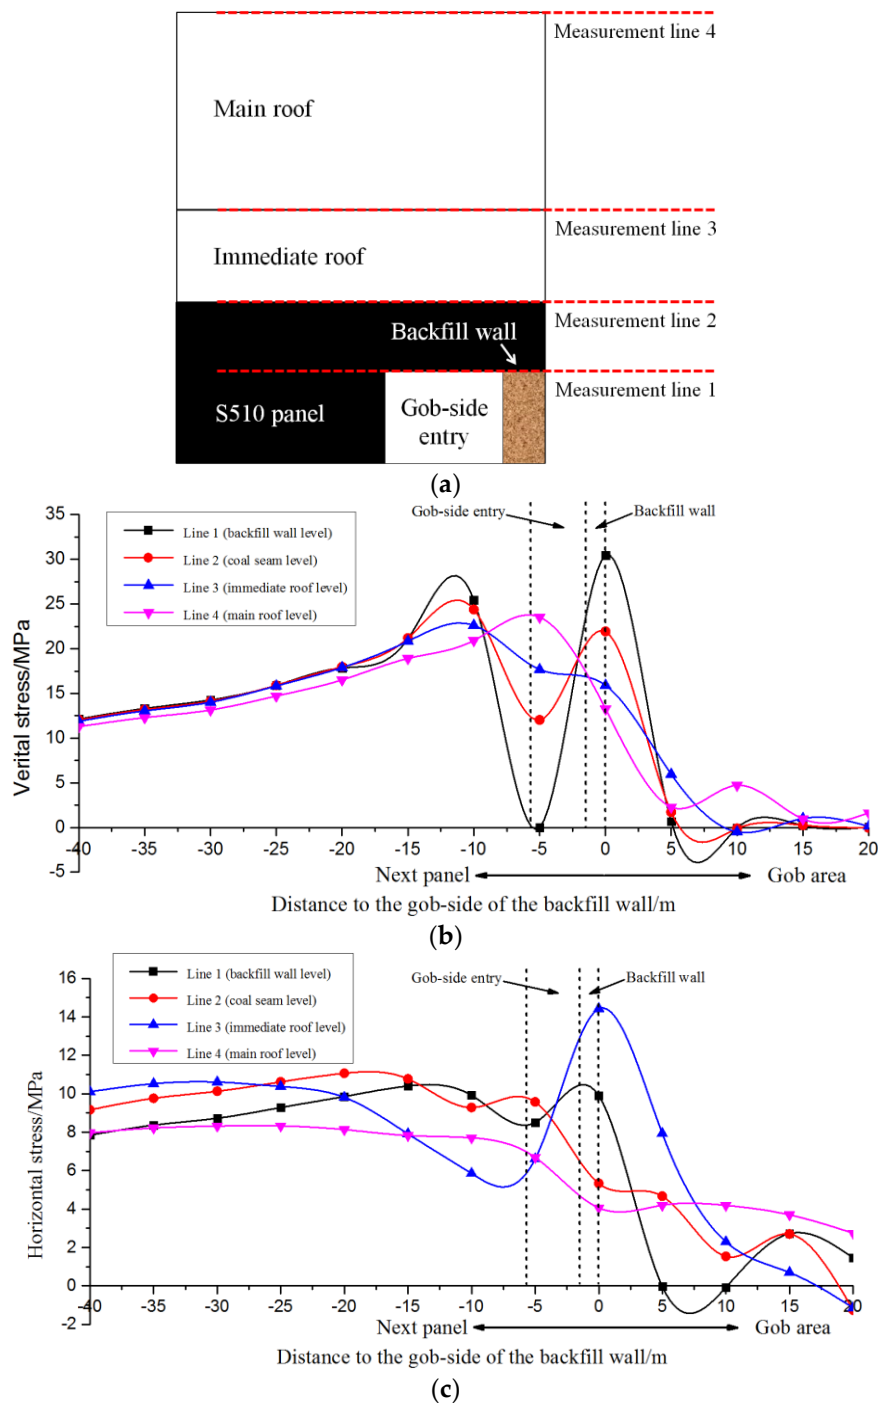 Measurement line 4
Main roof
Measurement line 3
Immediate roof
Measurement line 2
Backfill wall
Measurement line 1
S510 panel
Gob-side
entry
(a)
35
30
25
20
15
10
5
0
-5
Verital stress/MPa
Line 1 (backfill wall level)
Line 2 (coal seam level)
Line 3 (immediate roof level)
Line 4 (main roof level)
Gob-side entry
Backfill wall
-40 -35 -30 -25 -20 -15 -10 -5 0 5 10 15 20
Next panel
Gob area
Distance to the gob-side of the backfill wall/m
(b)
16
14
12
10
8
6
4
2
0
-2
Horizontal stress/MPa
Line 1 (backfill wall level)
Line 2 (coal seam level)
Line 3 (immediate roof level)
Line 4 (main roof level)
Gob-side entry
Backfill wall
-40 -35 -30 -25 -20 -15 -10 -5 0 5 10 15 20
Next panel
Gob area
Distance to the gob-side of the backfill wall/m
(c)